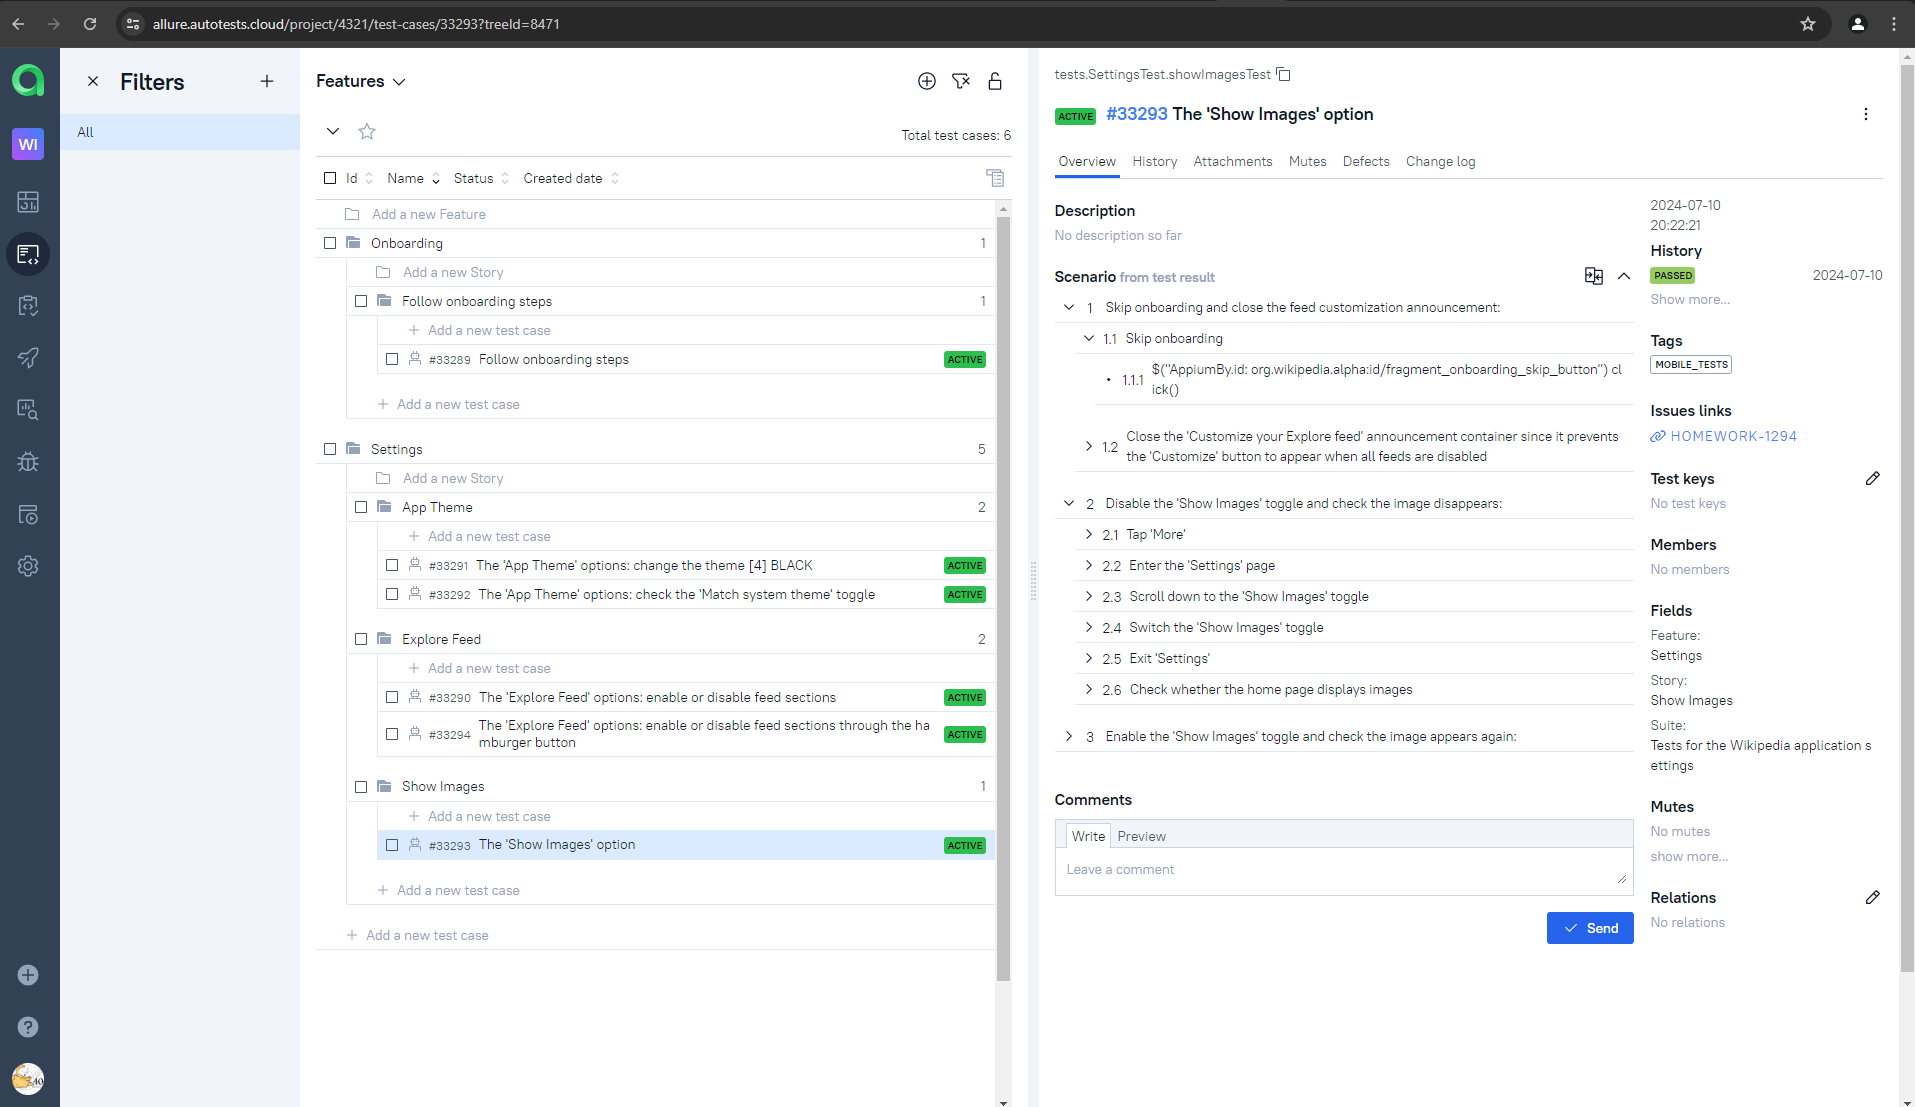 allure.autotests.cloud/project/4321/test-cases/33293?treeId=8471
WI
Filters
All
Features
Total test cases: 6
Id
Name
Status
Created date
Add a new Feature
Onboarding
1
Add a new Story
Follow onboarding steps
1
Add a new test case
#33289 Follow onboarding steps
ACTIVE
Add a new test case
Settings
5
Add a new Story
App Theme
2
Add a new test case
#33291 The 'App Theme' options: change the theme [4] BLACK
ACTIVE
#33292 The 'App Theme' options: check the 'Match system theme' toggle
ACTIVE
Explore Feed
2
Add a new test case
#33290 The 'Explore Feed' options: enable or disable feed sections
ACTIVE
#33294 The 'Explore Feed' options: enable or disable feed sections through the ha
mburger button
ACTIVE
Show Images
1
Add a new test case
#33293 The 'Show Images' option
ACTIVE
Add a new test case
Add a new test case
tests.SettingsTest.showImagesTest
ACTIVE #33293 The 'Show Images' option
Overview
History
Attachments
Mutes
Defects
Change log
Description
No description so far
Scenario from test result
1 Skip onboarding and close the feed customization announcement:
1.1 Skip onboarding
1.1.1 $("AppiumBy.id: org.wikipedia.alpha:id/fragment_onboarding_skip_button") cl
ick()
1.2 Close the 'Customize your Explore feed' announcement container since it prevents
the 'Customize' button to appear when all feeds are disabled
2 Disable the 'Show Images' toggle and check the image disappears:
2.1 Tap 'More'
2.2 Enter the 'Settings' page
2.3 Scroll down to the 'Show Images' toggle
2.4 Switch the 'Show Images' toggle
2.5 Exit 'Settings'
2.6 Check whether the home page displays images
3 Enable the 'Show Images' toggle and check the image appears again:
Comments
Write
Preview
Leave a comment
Send
2024-07-10
20:22:21
History
PASSED
2024-07-10
Show more...
Tags
MOBILE_TESTS
Issues links
HOMEWORK-1294
Test keys
No test keys
Members
No members
Fields
Feature:
Settings
Story:
Show Images
Suite:
Tests for the Wikipedia application s
ettings
Mutes
No mutes
show more...
Relations
No relations
40